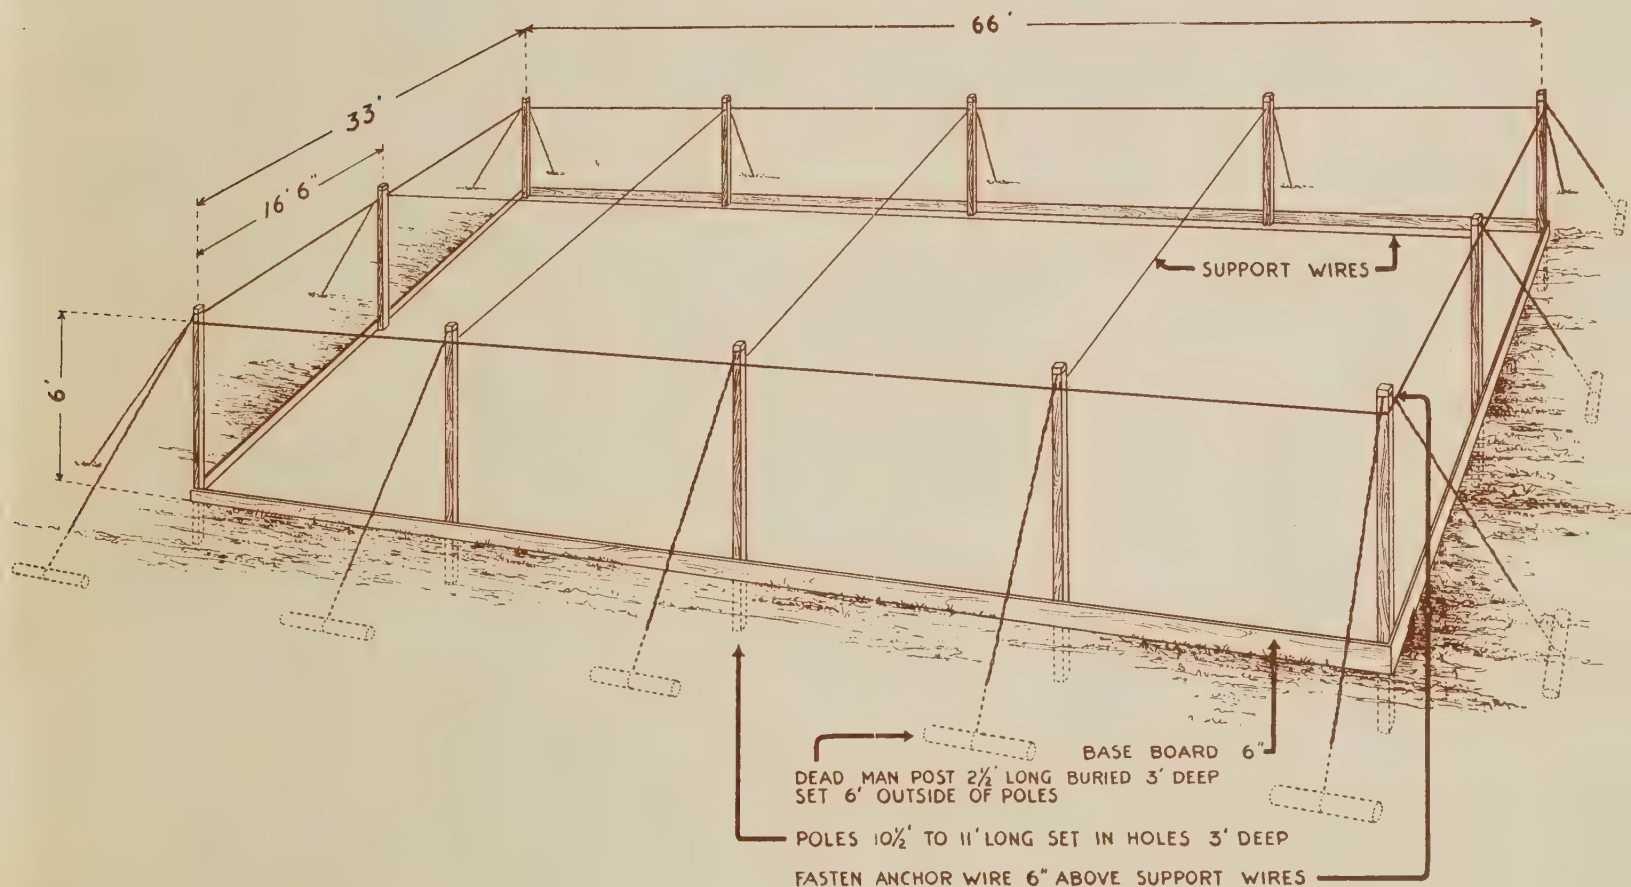 66'
33'
16' 6"
6'
SUPPORT WIRES
BASE BOARD 6"
DEAD MAN POST 2½' LONG BURIED 3' DEEP
SET 6' OUTSIDE OF POLES
POLES 10½' TO 11' LONG SET IN HOLES 3' DEEP
FASTEN ANCHOR WIRE 6" ABOVE SUPPORT WIRES